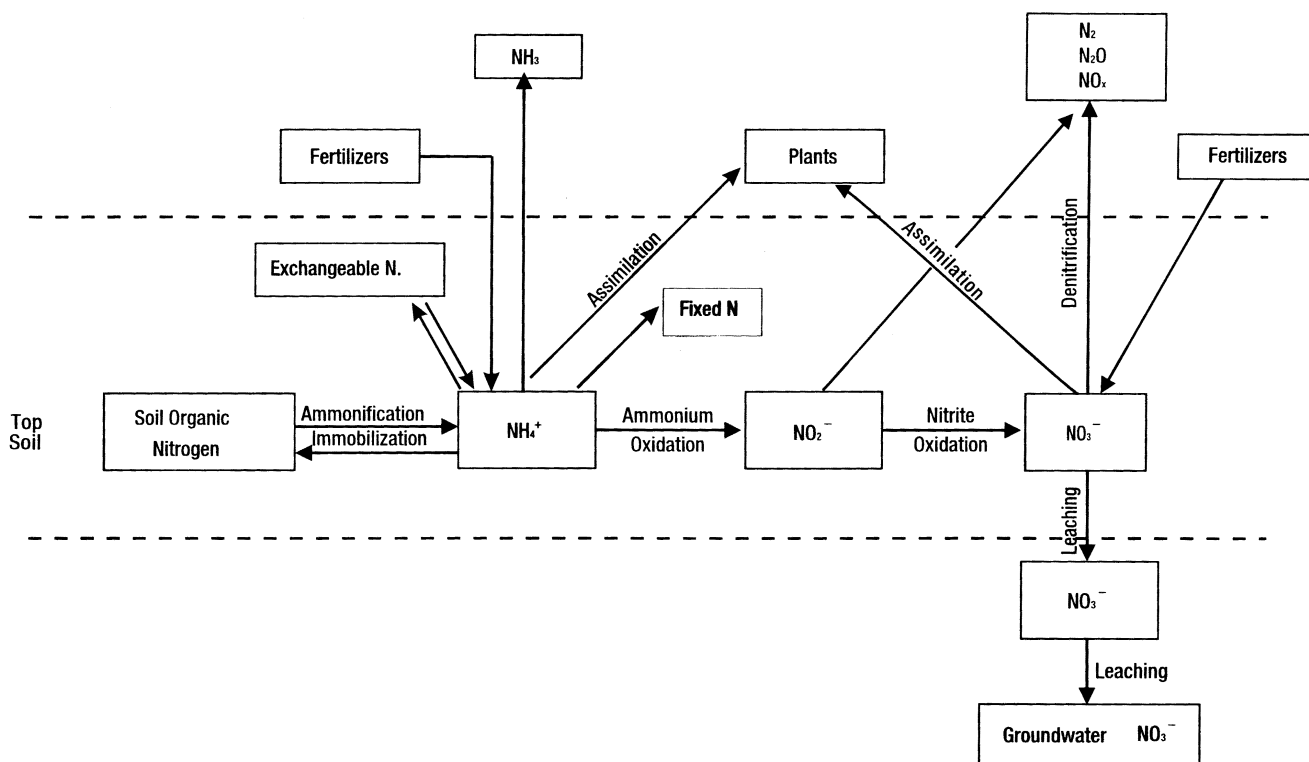 NH₃
N₂
N₂O
NOₓ
Fertilizers
Plants
Fertilizers
Exchangeable N.
Assimilation
Assimilation
Denitrification
Fixed N
Top
Soil
Soil Organic
Nitrogen
Ammonification
Immobilization
NH₄⁺
Ammonium
Oxidation
NO₂⁻
Nitrite
Oxidation
NO₃⁻
Leaching
NO₃⁻
Leaching
Groundwater NO₃⁻